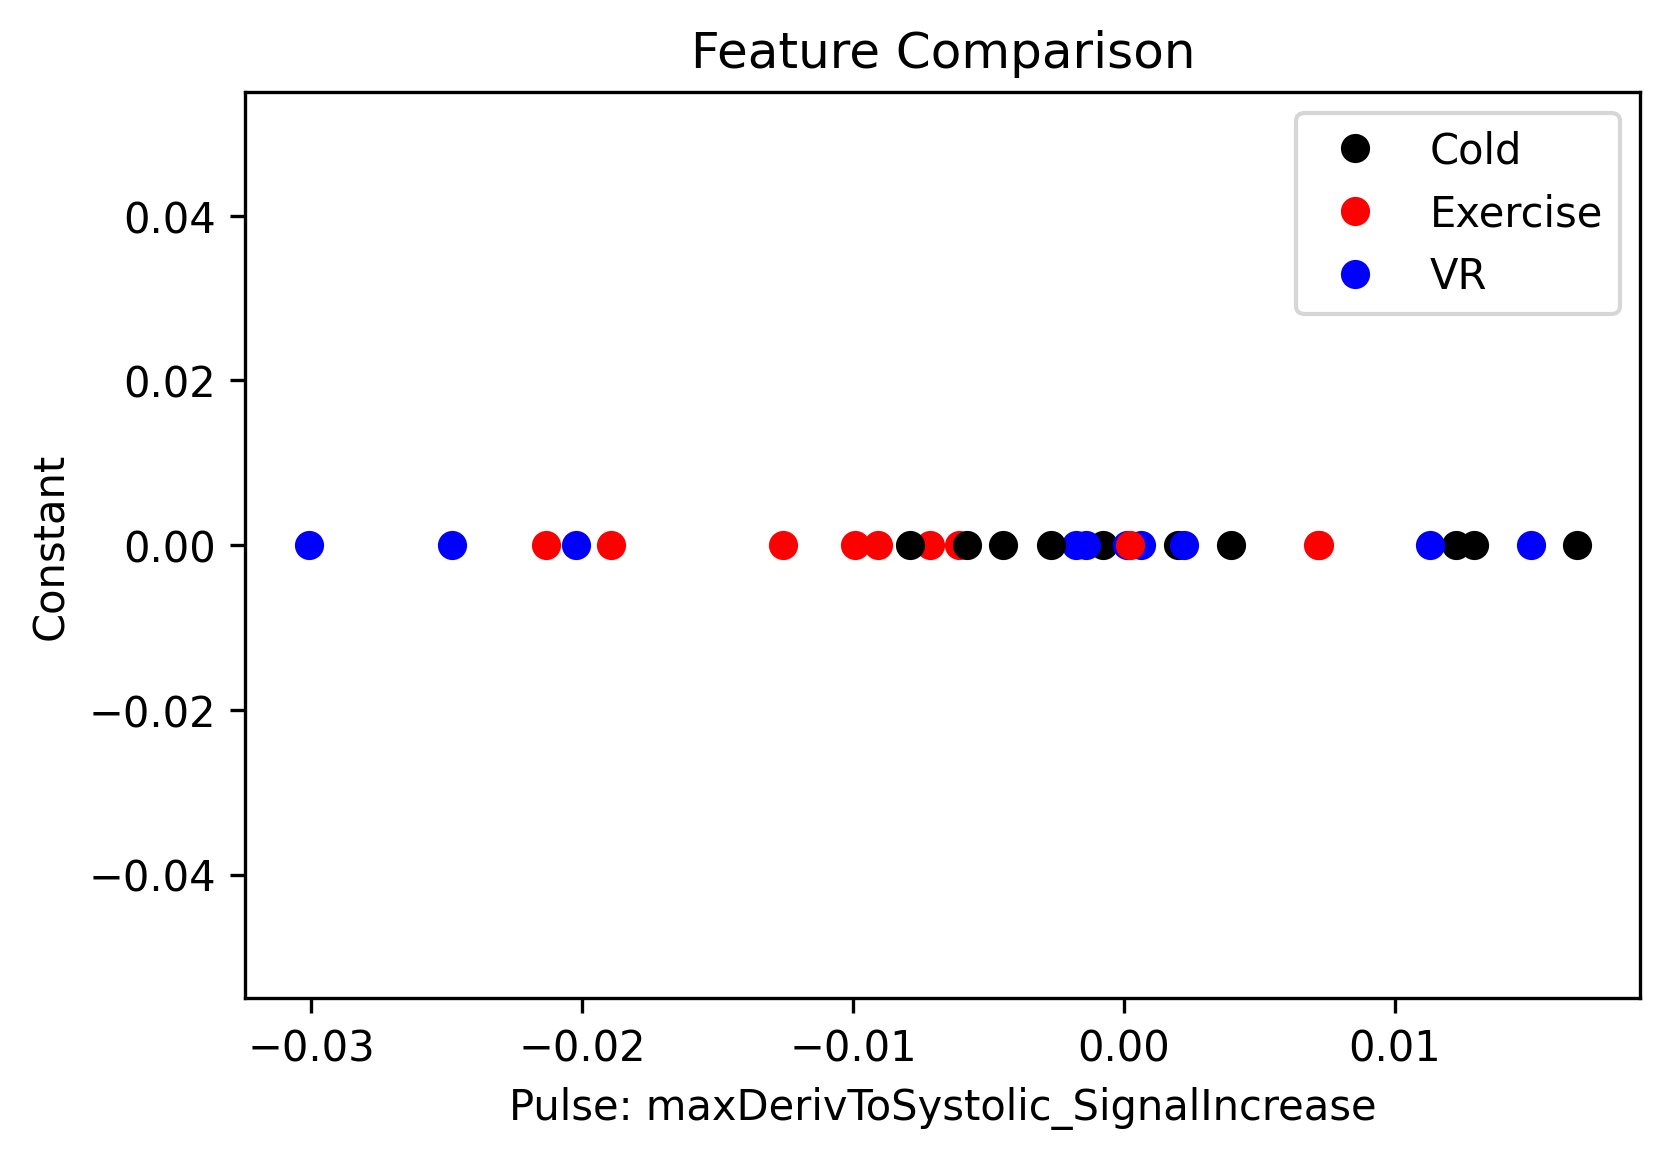 Feature Comparison
Cold
Exercise
VR
Constant
0.04
0.02
0.00
−0.02
−0.04
−0.03 −0.02 −0.01 0.00 0.01
Pulse: maxDerivToSystolic_SignalIncrease